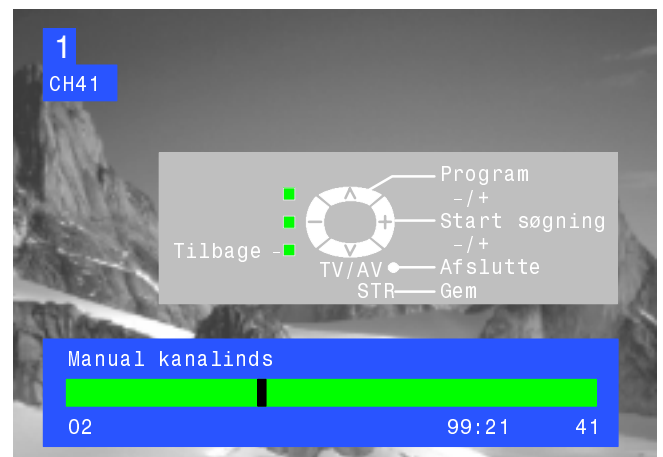 1
CH41
Program
-/+
Start søgning
-/+
Tilbage -
TV/AV
Afslutte
STR
Gem
Manual kanalinds
02 99:21 41